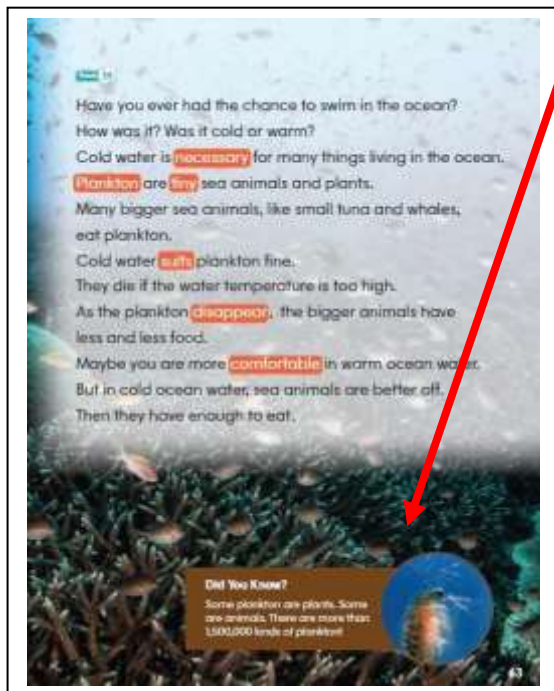 Have you ever had the chance to swim in the ocean?
How was it? Was it cold or warm?
Cold water is necessary for many things living in the ocean.
Plankton are tiny sea animals and plants.
Many bigger sea animals, like small tuna and whales,
eat plankton.
Cold water suits plankton fine.
They die if the water temperature is too high.
As the plankton disappear, the bigger animals have
less and less food.
Maybe you are more comfortable in warm ocean water.
But in cold ocean water, sea animals are better off.
Then they have enough to eat.
Did You Know?
Some plankton are plants. Some
are animals. There are more than
1,500,000 kinds of plankton!
63